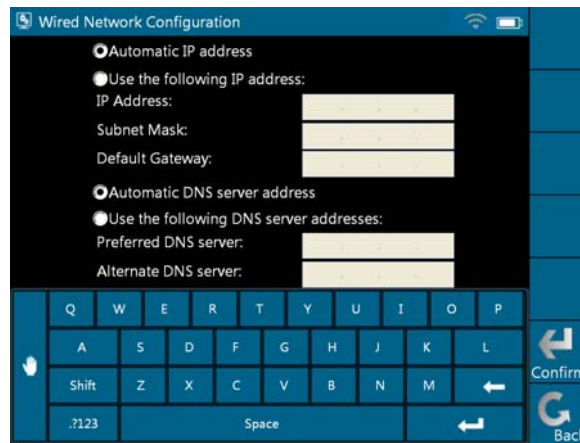 Wired Network Configuration
Automatic IP address
Use the following IP address:
IP Address:
Subnet Mask:
Default Gateway:
Automatic DNS server address
Use the following DNS server addresses:
Preferred DNS server:
Alternate DNS server:
Q W E R T Y U I O P
A S D F G H J K L
Shift Z X C V B N M
.?123 Space
Confirm
Back